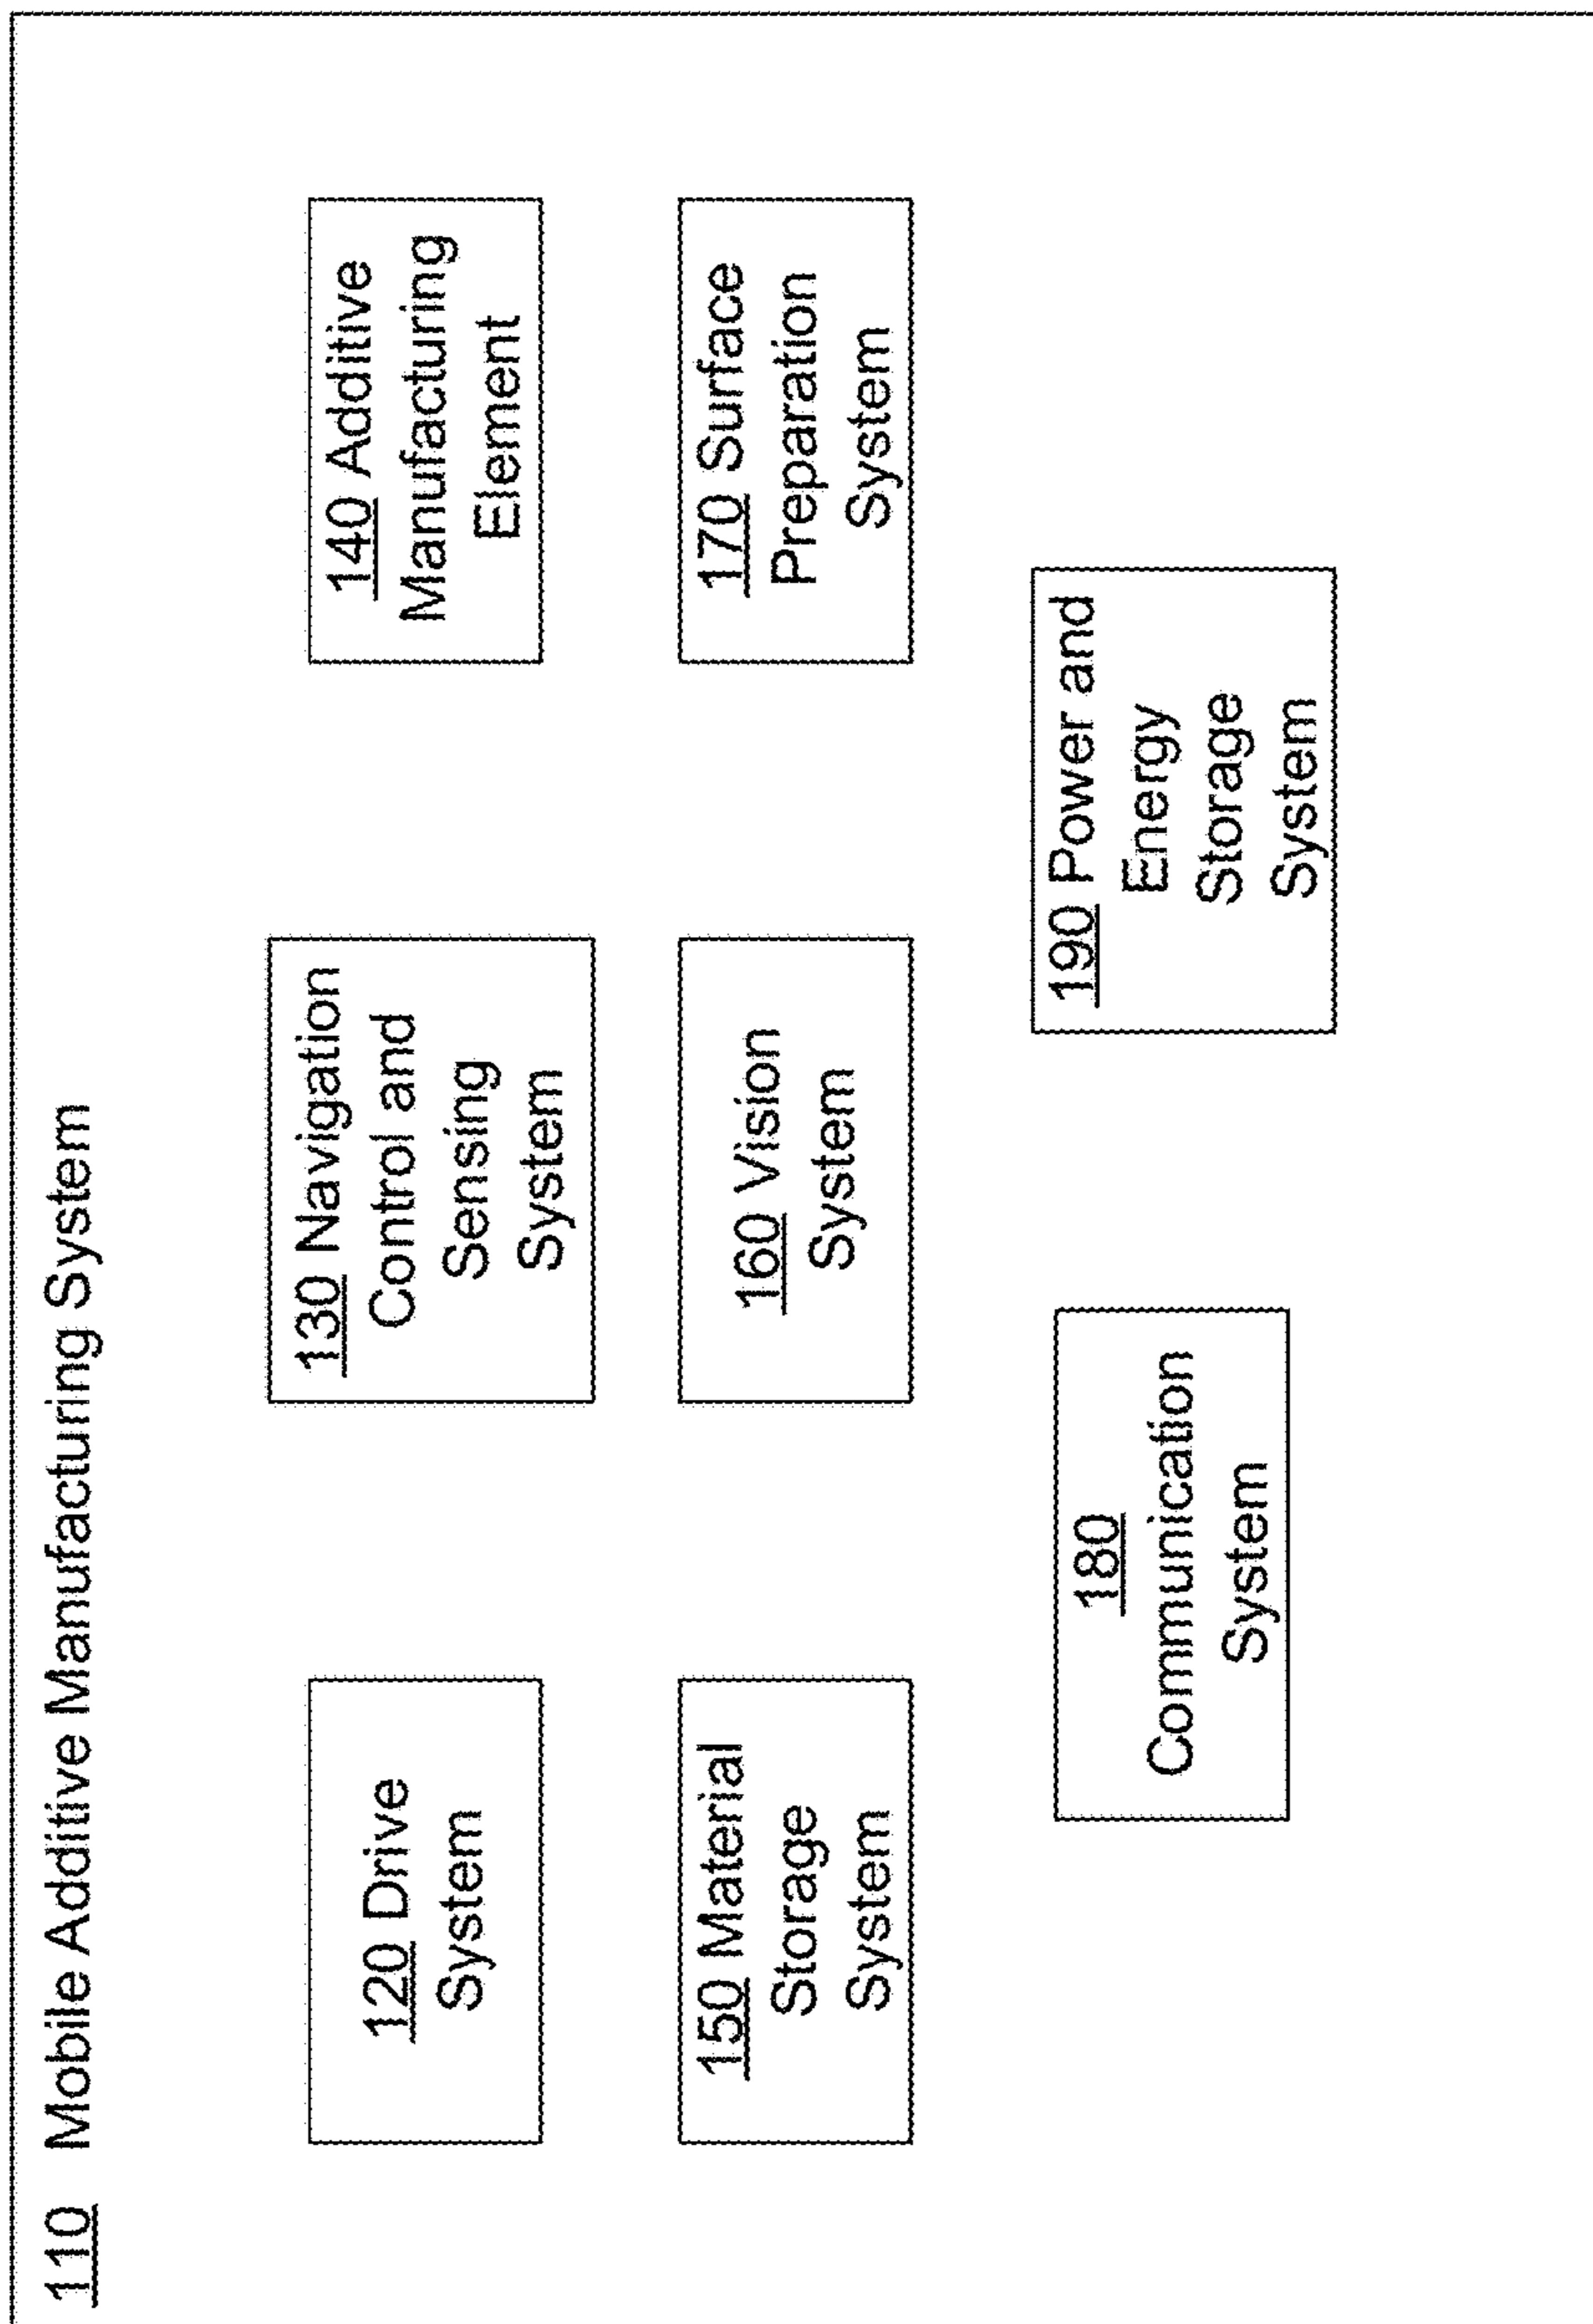 110 Mobile Additive Manufacturing System
120 Drive
System
130 Navigation
Control and
Sensing
System
140 Additive
Manufacturing
Element
150 Material
Storage
System
160 Vision
System
170 Surface
Preparation
System
180
Communication
System
190 Power and
Energy
Storage
System